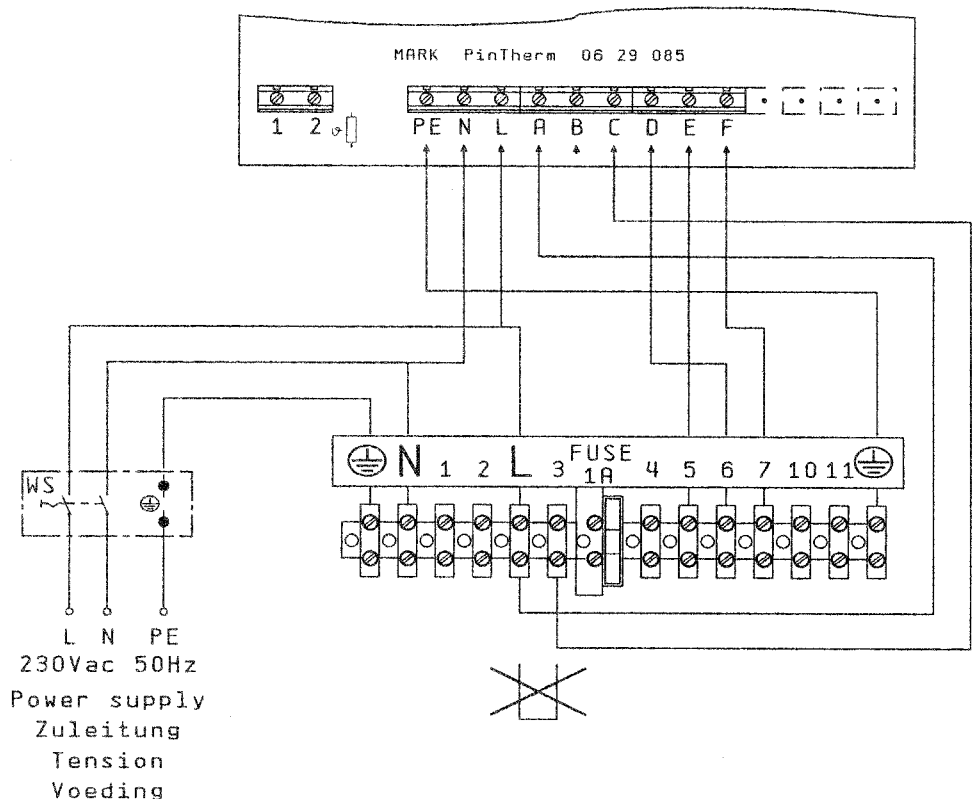 MARK PinTherm 06 29 085
1 2 PE N L A B C D E F
N 1 2 L 3 FUSE 1A 4 5 6 7 10 11
WS
L N PE
230Vac 50Hz
Power supply
Zuleitung
Tension
Voeding